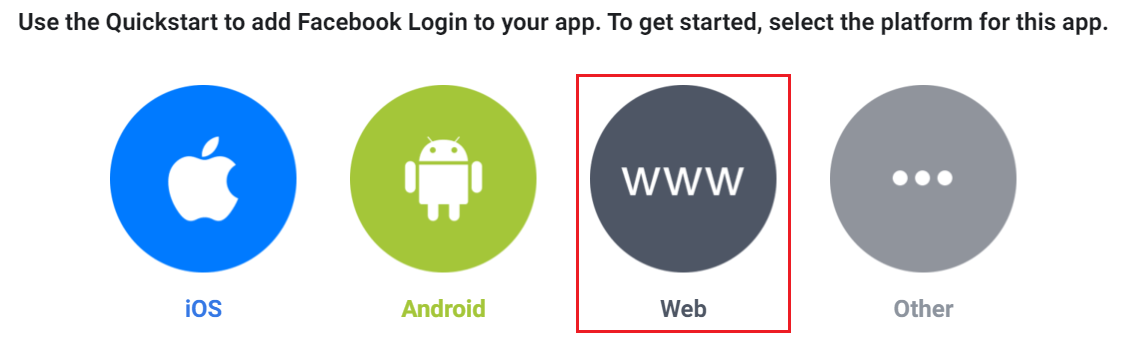 Use the Quickstart to add Facebook Login to your app. To get started, select the platform for this app.
www
iOS
Android
Web
Other